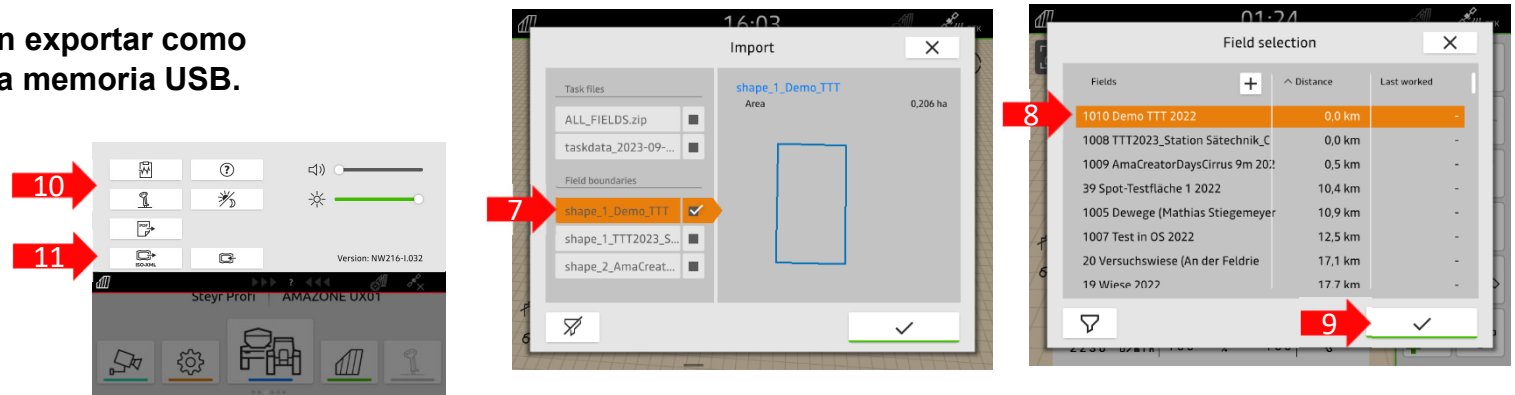 n exportar como
a memoria USB.
10
11
PDF
ISO-XML
Version: NW216-I.032
?
Steyr Profi
AMAZONE UX01
16:03
Import
Task files
ALL_FIELDS.zip
taskdata_2023-09-...
Field boundaries
7
shape_1_Demo_TTT
shape_1_TTT2023_S...
shape_2_AmaCreat...
shape_1_Demo_TTT
Area 0,206 ha
01:24
Field selection
Fields + Distance Last worked
8
1010 Demo TTT 2022 0,0 km -
1008 TTT2023_Station Sätechnik_C 0,0 km -
1009 AmaCreatorDaysCirrus 9m 202 0,5 km -
39 Spot-Testfläche 1 2022 10,4 km -
1005 Dewege (Mathias Stiegemeyer 10,9 km -
1007 Test in OS 2022 12,5 km -
20 Versuchswiese (An der Feldrie 17,1 km -
19 Wiese 2022 17,7 km -
9